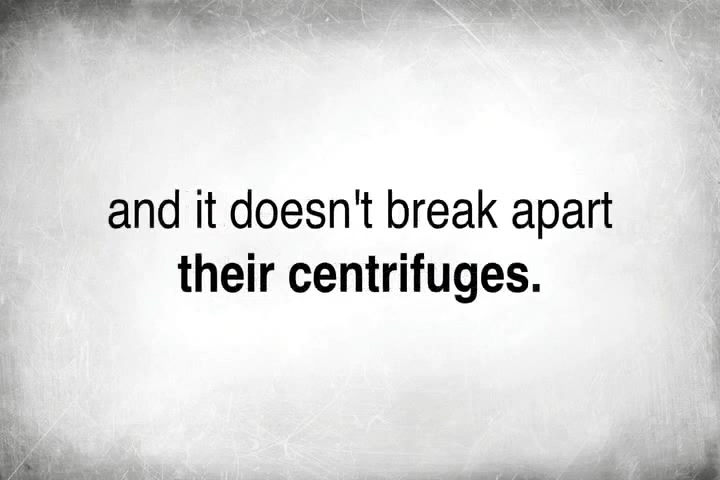 and it doesn't break apart
their centrifuges.